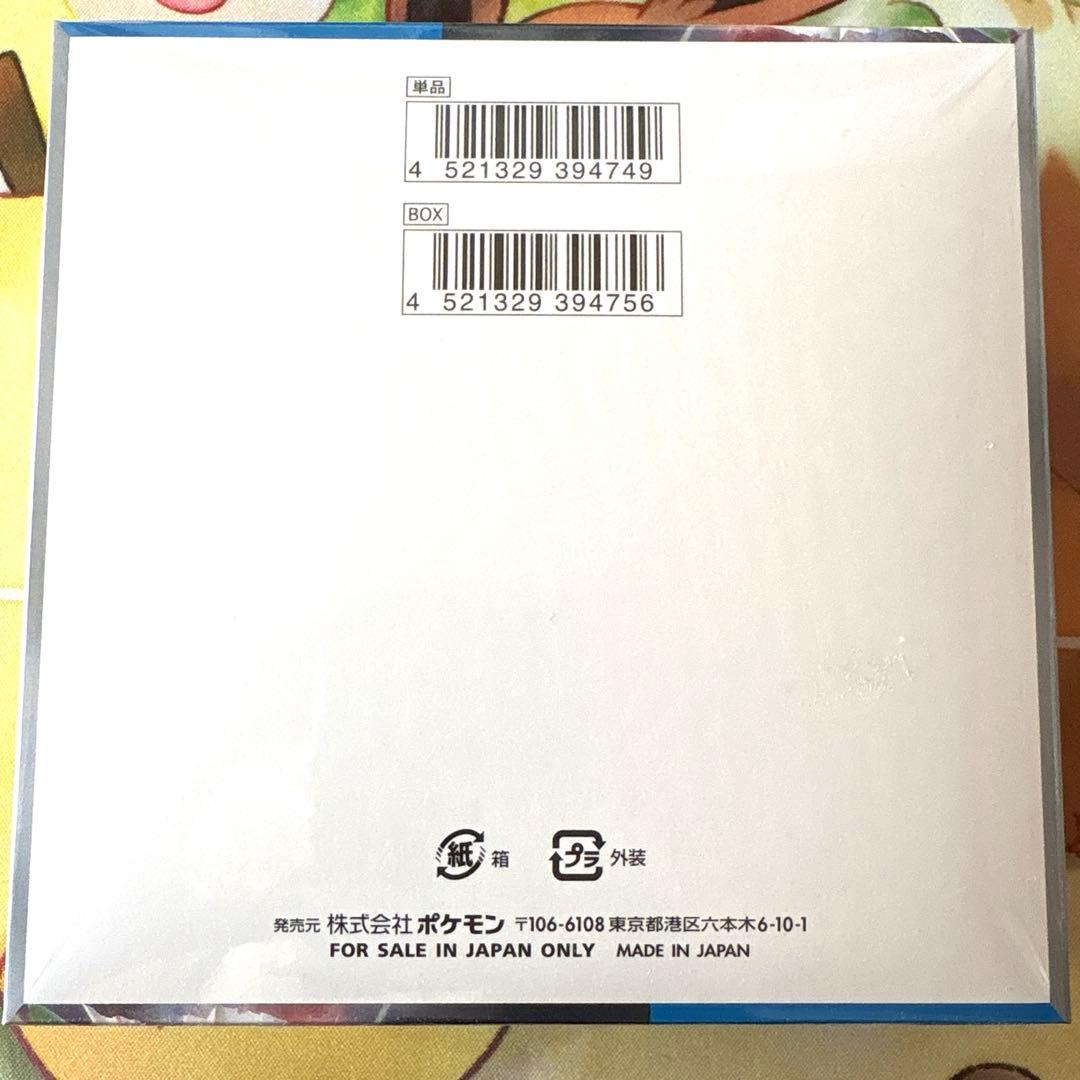 単品
4 521329 394749
BOX
4 521329 394756
紙 箱 プラ 外装
発売元 株式会社 ポケモン 〒106-6108 東京都港区六本木6-10-1
FOR SALE IN JAPAN ONLY MADE IN JAPAN